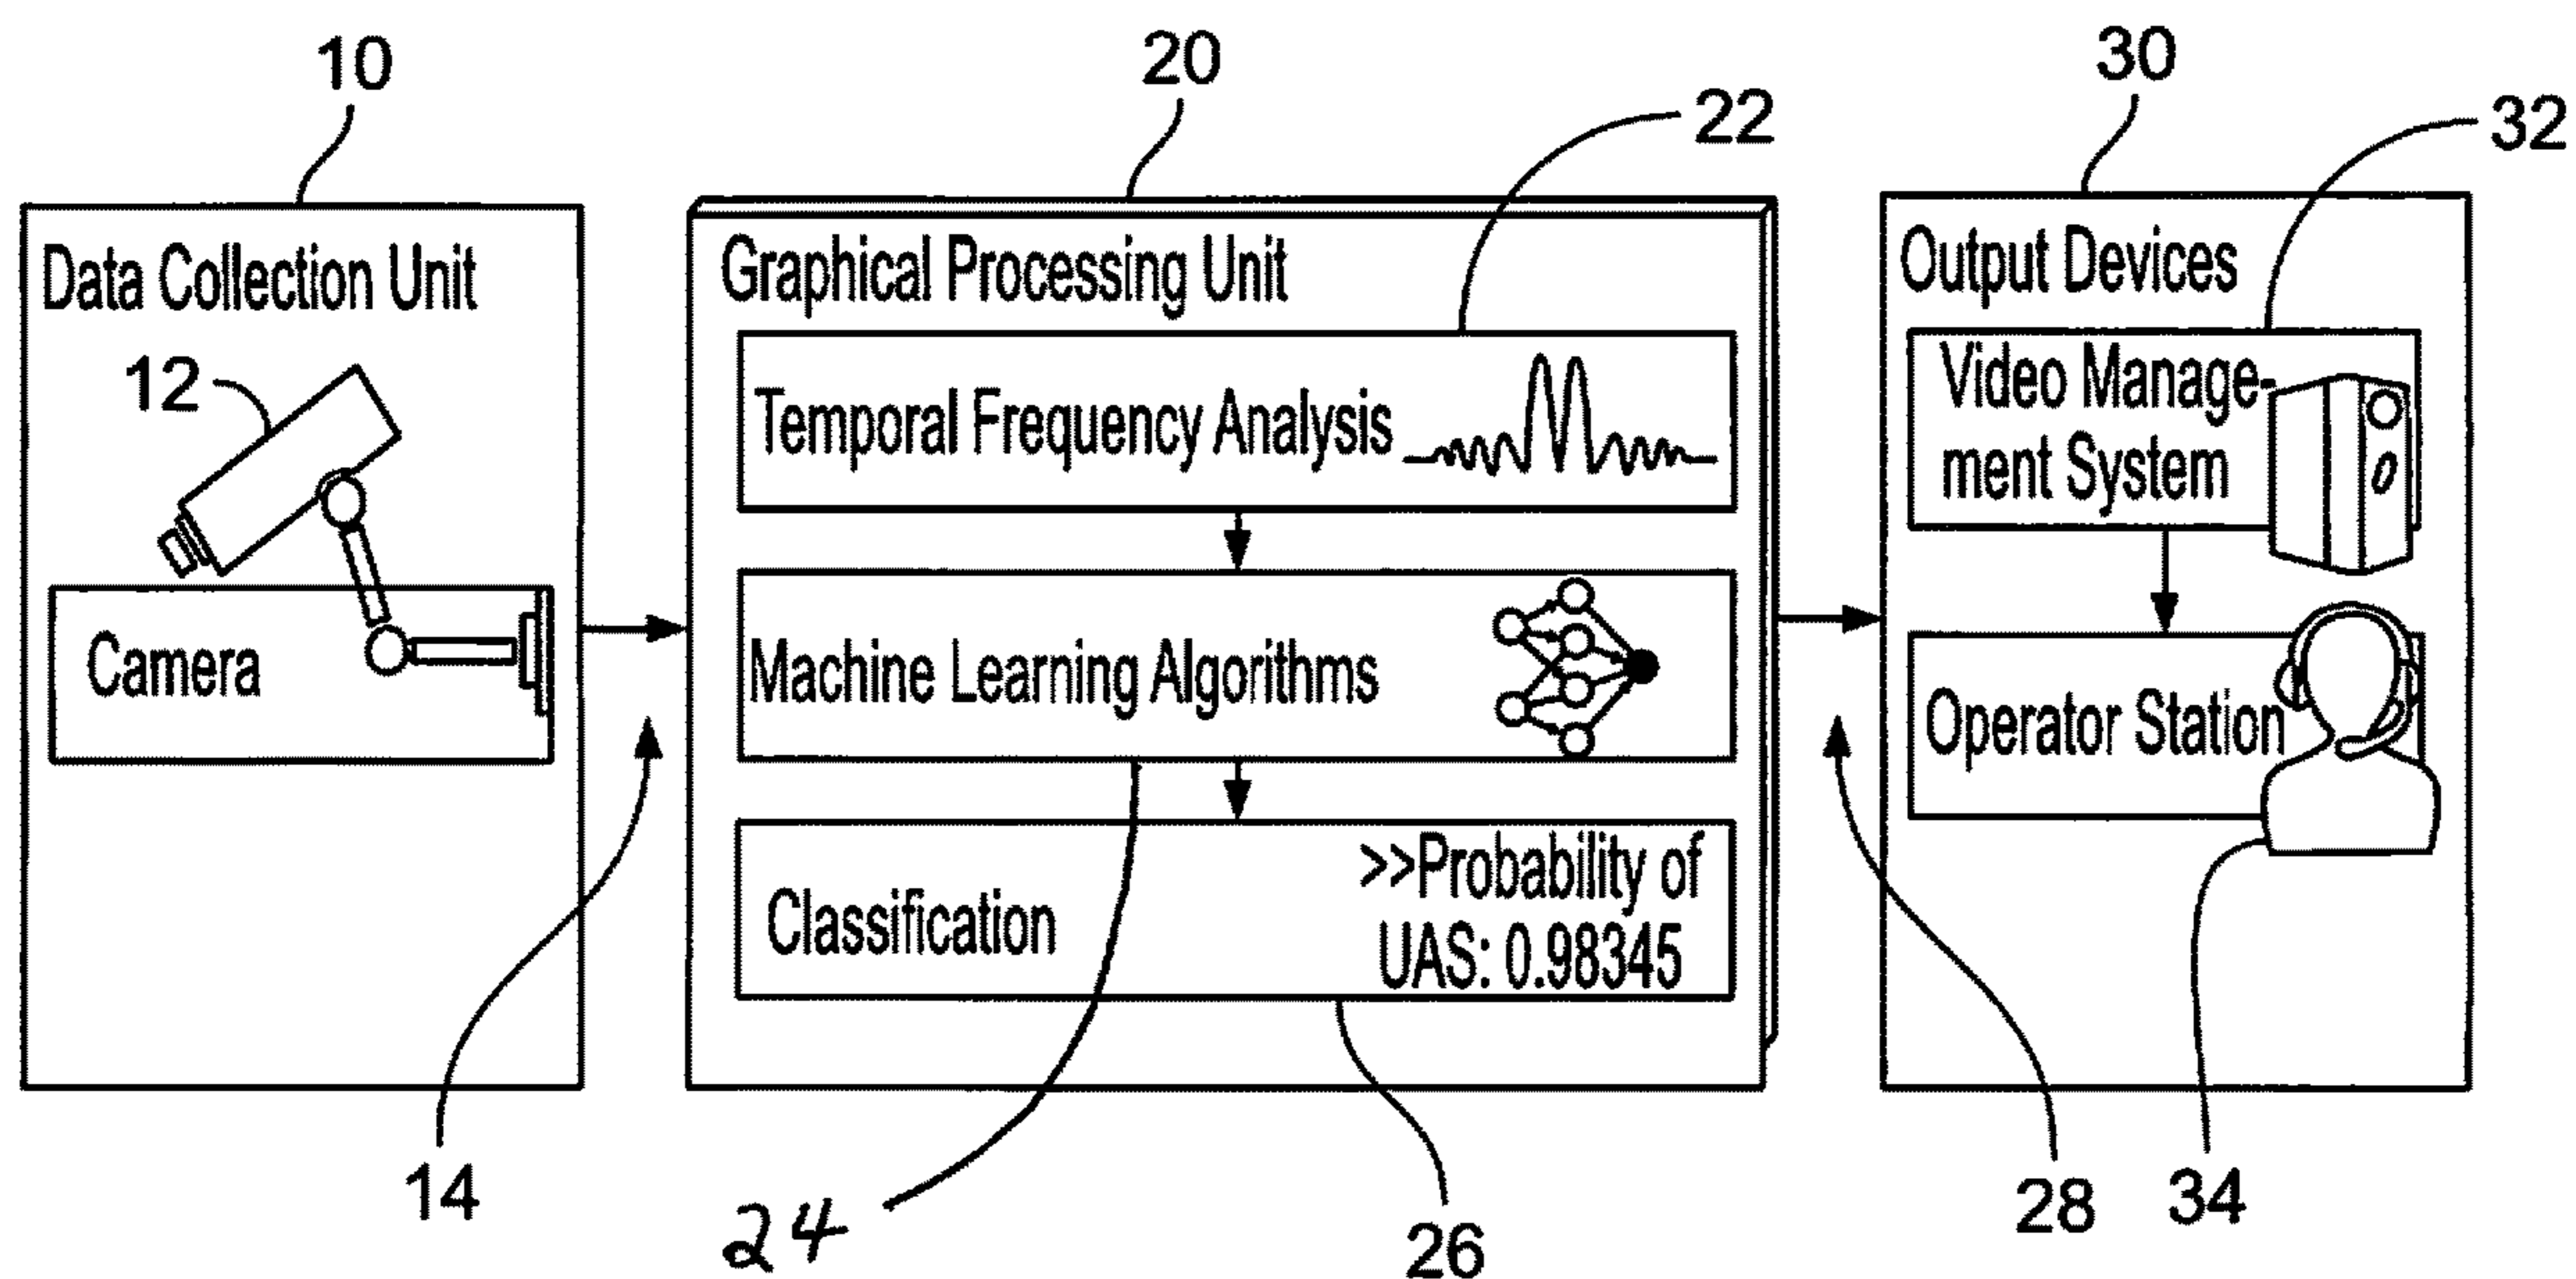 10
20
30
22
32
Data Collection Unit
12
Camera
Graphical Processing Unit
Temporal Frequency Analysis
Machine Learning Algorithms
Classification
>>Probability of
UAS: 0.98345
Output Devices
Video Manage-
ment System
Operator Station
14
24
26
28
34